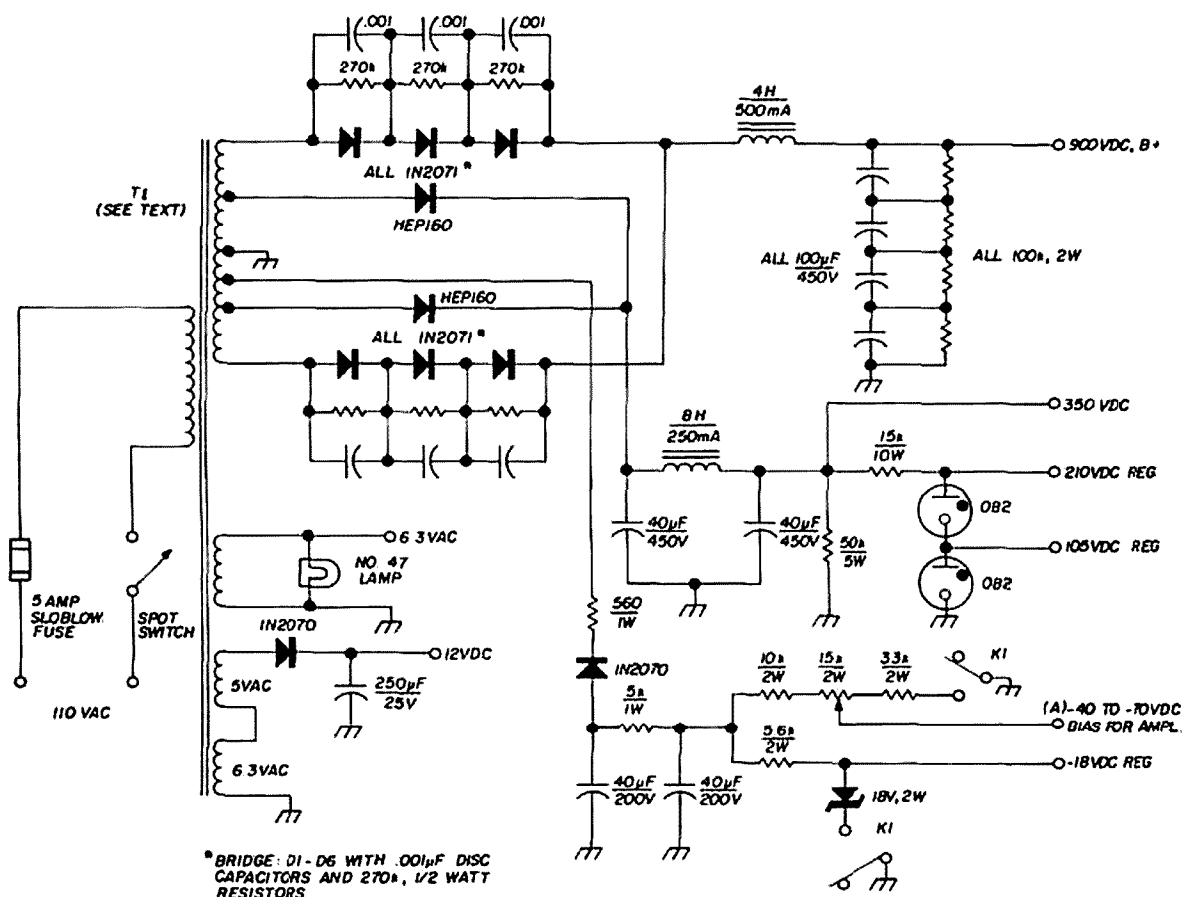 .001 .001 .001
270k 270k 270k
4H
500mA
900VDC, B+
ALL 1N2071*
T1
(SEE TEXT)
HEP160
ALL 100µF
450V
ALL 100k, 2W
HEP160
ALL 1N2071*
350 VDC
8H
250mA
15k
10W
210VDC REG
OB2
40µF
450V
40µF
450V
50k
5W
105VDC REG
OB2
6 3VAC
NO. 47
LAMP
5 AMP
SLOBLOW
FUSE
SPDT
SWITCH
560
1W
1N2070
12VDC
1N2070
5VAC
250µF
25V
110 VAC
10k
2W
15k
2W
33k
2W
K1
5k
1W
(A)-40 TO -70VDC
BIAS FOR AMPL.
5.6k
2W
-18VDC REG
6 3VAC
40µF
200V
40µF
200V
18V, 2W
K1
*BRIDGE: D1-D6 WITH .001µF DISC
CAPACITORS AND 270k, 1/2 WATT
RESISTORS